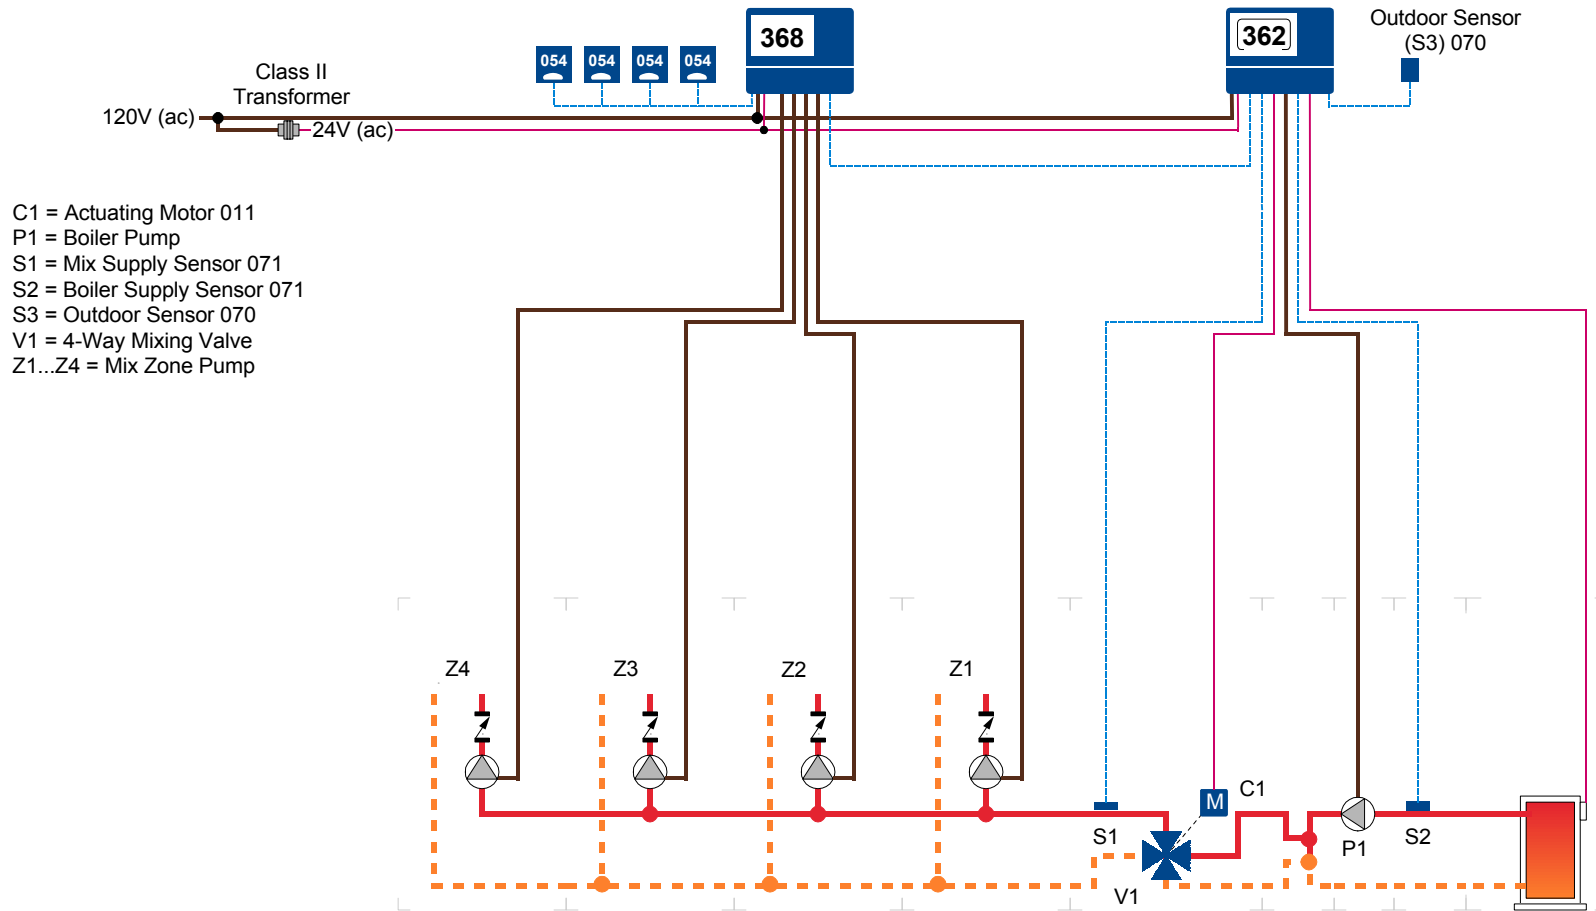 368
362
Outdoor Sensor
(S3) 070
054 054 054 054
Class II
Transformer
120V (ac)
24V (ac)
C1 = Actuating Motor 011
P1 = Boiler Pump
S1 = Mix Supply Sensor 071
S2 = Boiler Supply Sensor 071
S3 = Outdoor Sensor 070
V1 = 4-Way Mixing Valve
Z1...Z4 = Mix Zone Pump
Z4 Z3 Z2 Z1
M C1
S1 P1 S2
V1